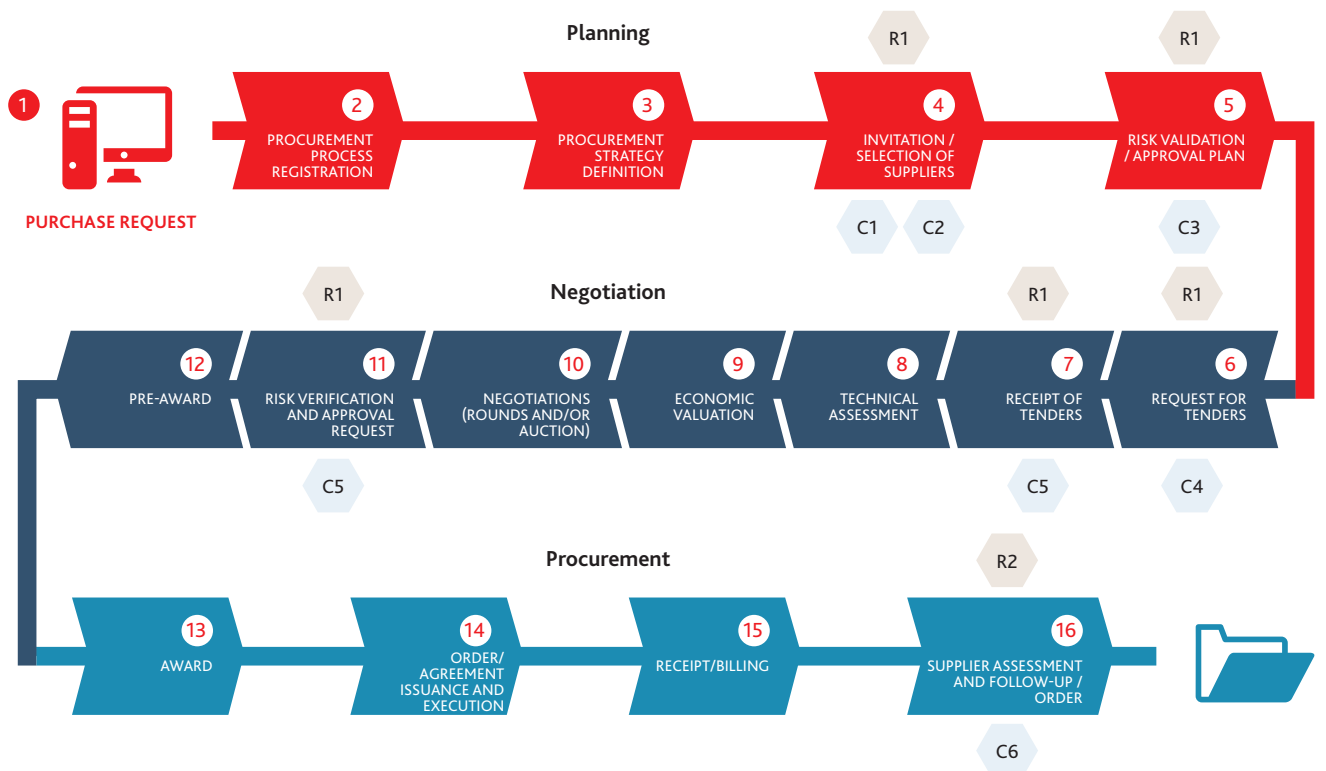 Planning
R1
R1
1
PURCHASE REQUEST
2
PROCUREMENT
PROCESS
REGISTRATION
3
PROCUREMENT
STRATEGY
DEFINITION
4
INVITATION /
SELECTION OF
SUPPLIERS
5
RISK VALIDATION
/ APPROVAL PLAN
C1
C2
C3
Negotiation
R1
R1
R1
12
PRE-AWARD
11
RISK VERIFICATION
AND APPROVAL
REQUEST
10
NEGOTIATIONS
(ROUNDS AND/OR
AUCTION)
9
ECONOMIC
VALUATION
8
TECHNICAL
ASSESSMENT
7
RECEIPT OF
TENDERS
6
REQUEST FOR
TENDERS
C5
C5
C4
Procurement
R2
13
AWARD
14
ORDER/
AGREEMENT
ISSUANCE AND
EXECUTION
15
RECEIPT/BILLING
16
SUPPLIER ASSESSMENT
AND FOLLOW-UP /
ORDER
C6